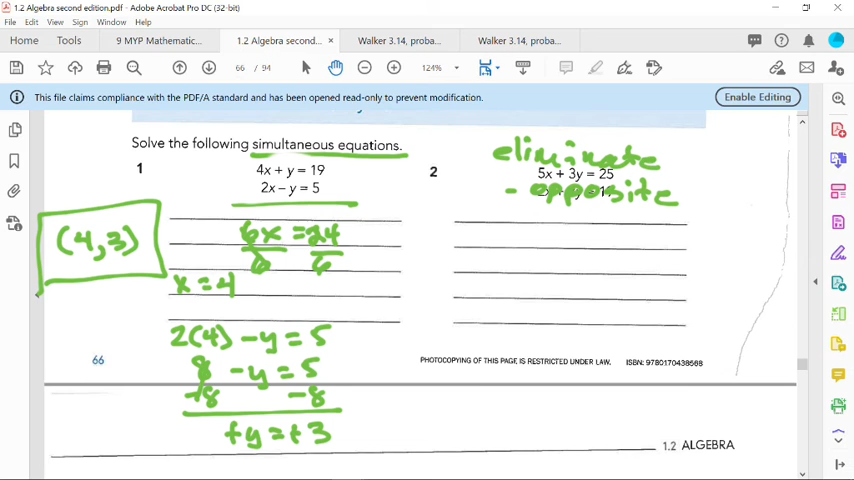 1.2 Algebra second edition.pdf - Adobe Acrobat Pro DC (32-bit)
File Edit View Sign Window Help
Home Tools 9 MYP Mathematic... 1.2 Algebra second... × Walker 3.14, proba... Walker 3.14, proba...
66 / 94 124%
This file claims compliance with the PDF/A standard and has been opened read-only to prevent modification. Enable Editing
Solve the following simultaneous equations.
1
4x + y = 19
2x – y = 5
2
eliminate
5x + 3y = 25
- opposite
(4,3)
6x = 24
6 6
x = 4
2(4) - y = 5
8 - y = 5
-8 -8
+y = +3
66
PHOTOCOPYING OF THIS PAGE IS RESTRICTED UNDER LAW. ISBN: 9780170438568
1.2 ALGEBRA